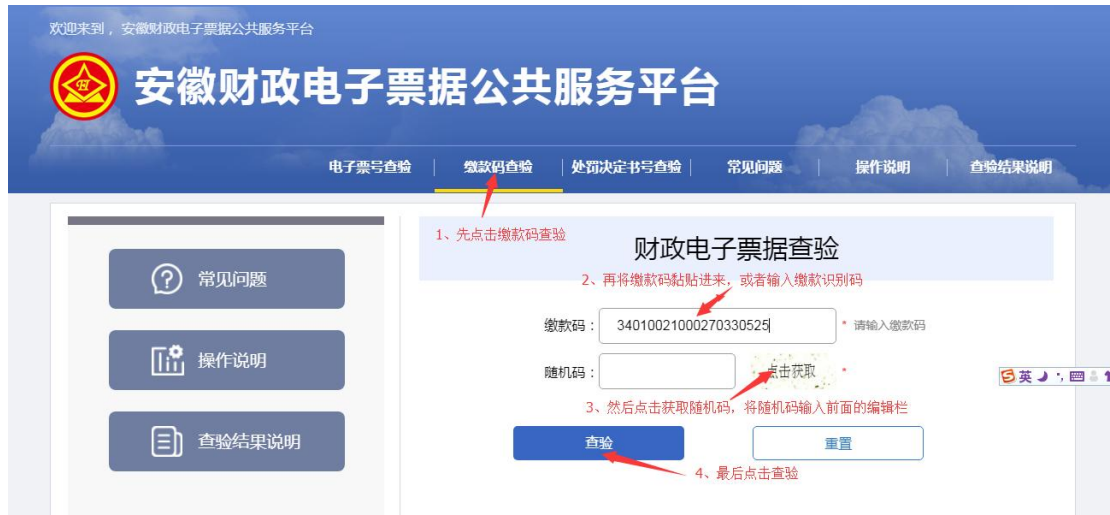 欢迎来到，安徽财政电子票据公共服务平台
安徽财政电子票据公共服务平台
电子票号查验 缴款码查验 处罚决定书号查验 常见问题 操作说明 查验结果说明
1、先点击缴款码查验
财政电子票据查验
常见问题
2、再将缴款码黏贴进来，或者输入缴款识别码
缴款码： 34010021000270330525 * 请输入缴款码
操作说明
随机码： 点击获取 *
英
3、然后点击获取随机码，将随机码输入前面的编辑栏
查验结果说明
查验 重置
4、最后点击查验